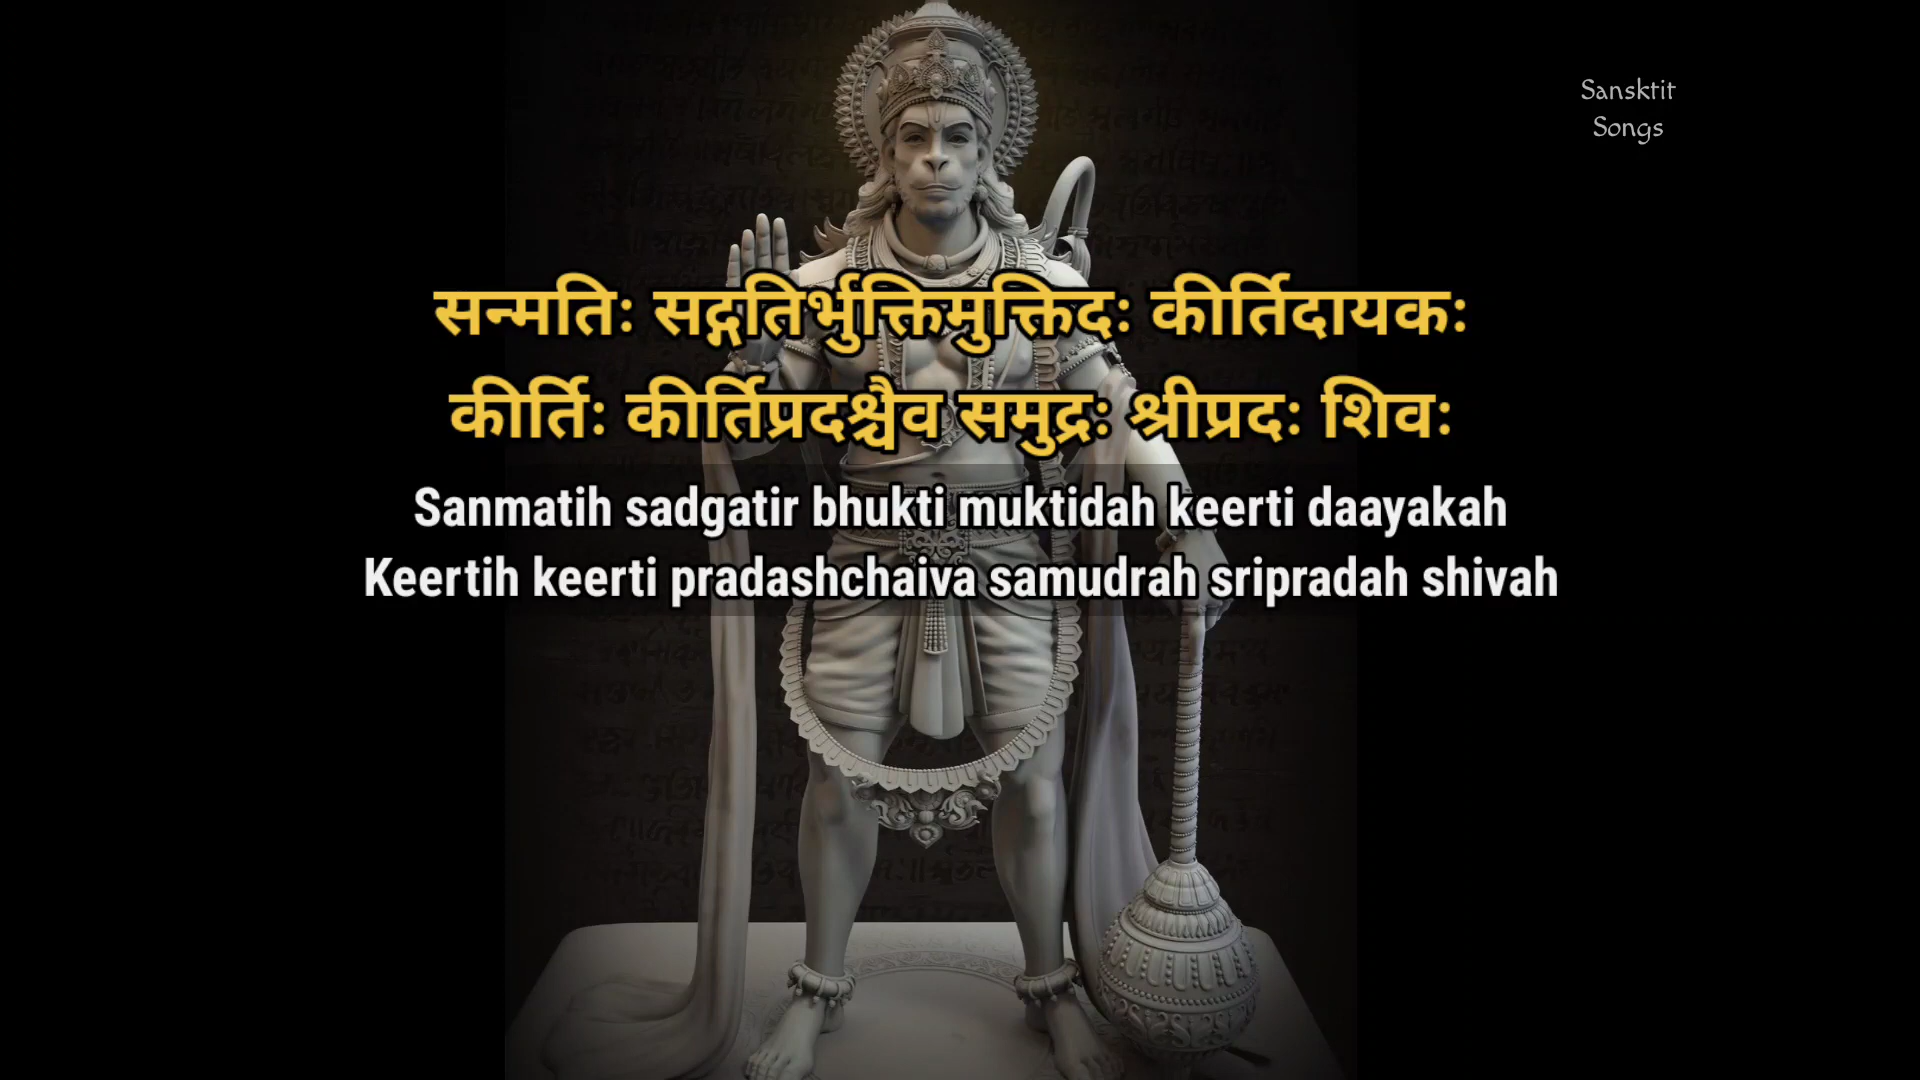 Sansktit
Songs
सन्मतिः सद्गतिर्भुक्तिमुक्तिदः कीर्तिदायकः
कीर्तिः कीर्तिप्रदश्चैव समुद्रः श्रीप्रदः शिवः
Sanmatih sadgatir bhukti muktidah keerti daayakah
Keertih keerti pradashchaiva samudrah sripradah shivah